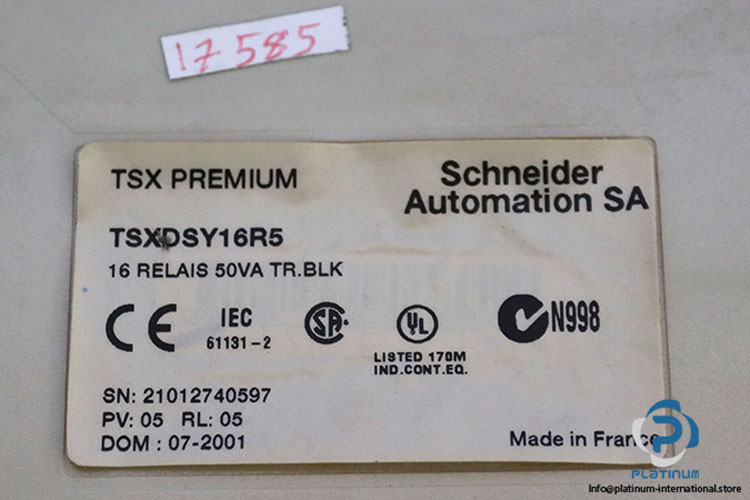 17585
TSX PREMIUM
Schneider
Automation SA
TSXDSY16R5
16 RELAIS 50VA TR.BLK
CE
IEC
61131-2
SA
UL
N998
LISTED 170M
IND.CONT.EQ.
SN: 21012740597
PV: 05 RL: 05
DOM : 07-2001
Made in France
PLATINUM
Info@platinum-international.store